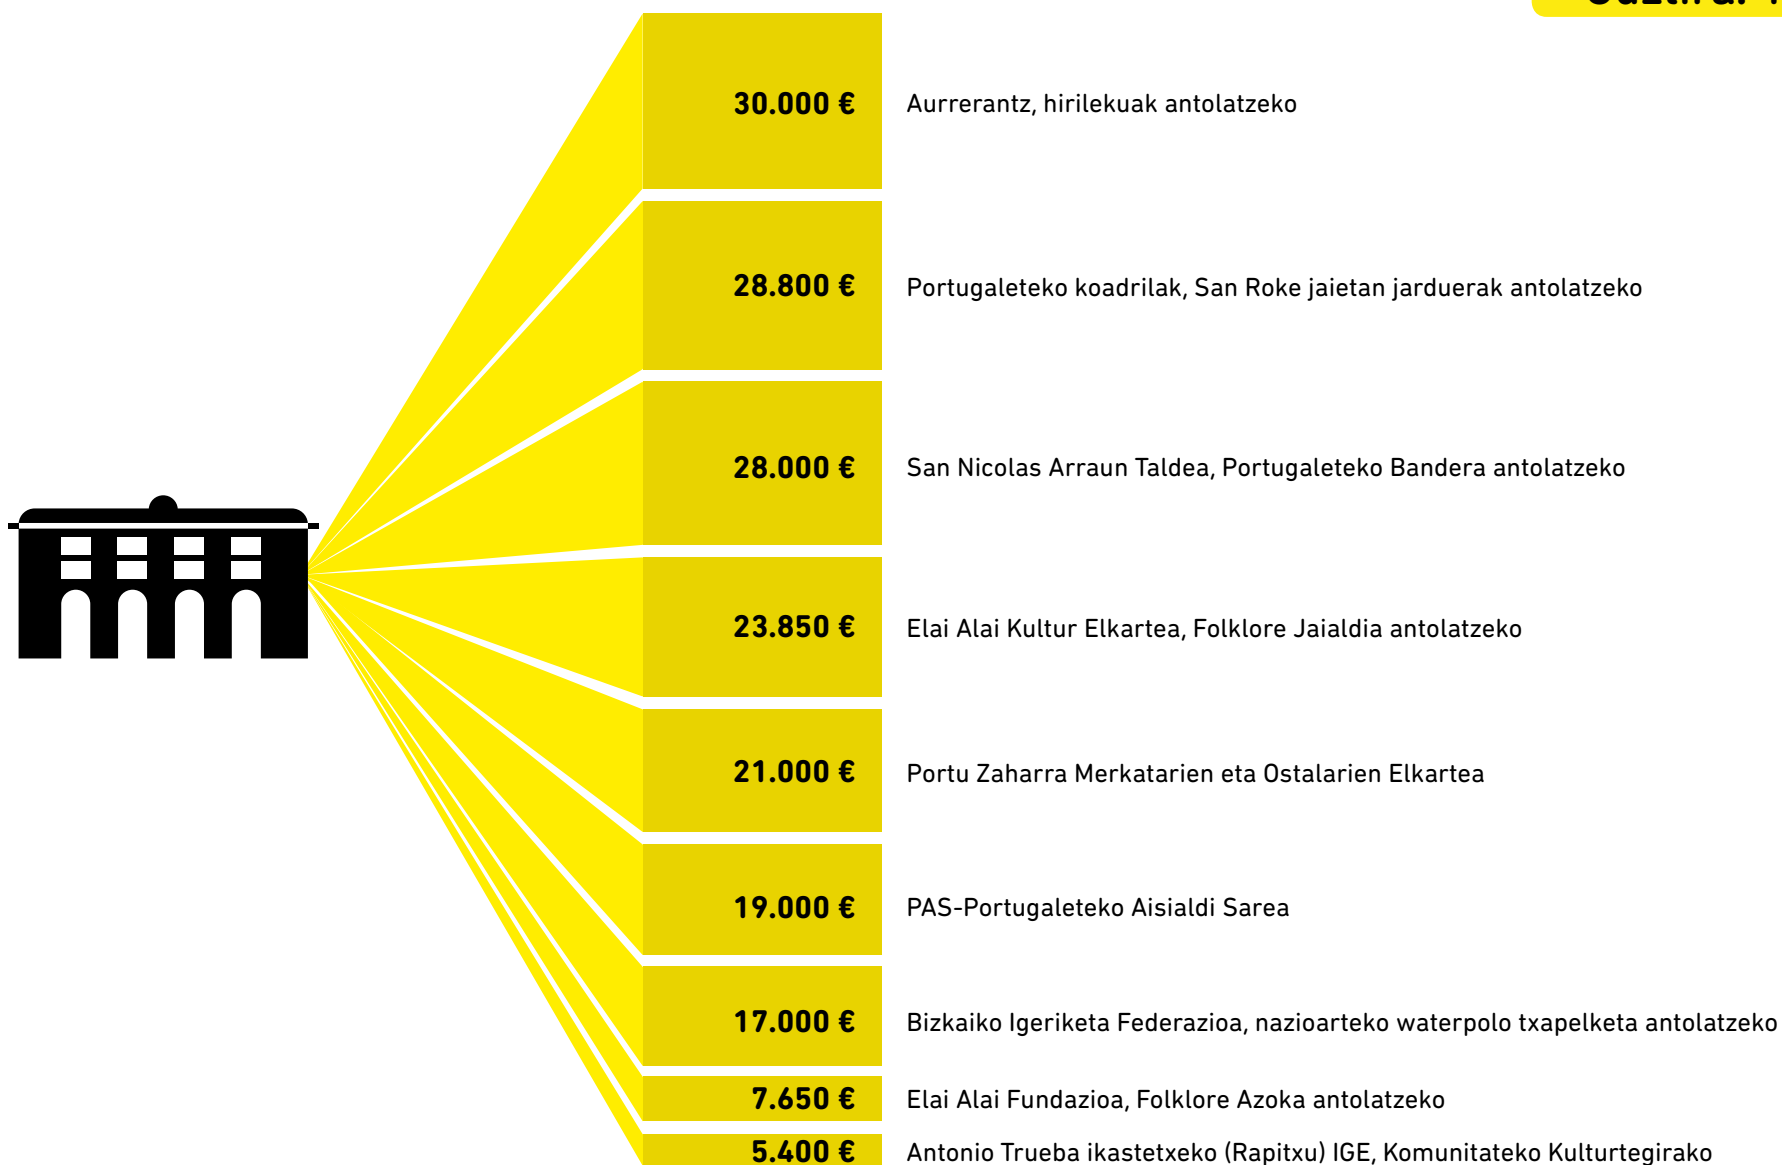 30.000 € Aurrerantz, hirilekuak antolatzeko
28.800 € Portugaleteko koadrilak, San Roke jaietan jarduerak antolatzeko
28.000 € San Nicolas Arraun Taldea, Portugaleteko Bandera antolatzeko
23.850 € Elai Alai Kultur Elkartea, Folklore Jaialdia antolatzeko
21.000 € Portu Zaharra Merkatarien eta Ostalarien Elkartea
19.000 € PAS-Portugaleteko Aisialdi Sarea
17.000 € Bizkaiko Igeriketa Federazioa, nazioarteko waterpolo txapelketa antolatzeko
7.650 € Elai Alai Fundazioa, Folklore Azoka antolatzeko
5.400 € Antonio Trueba ikastetxeko (Rapitxu) IGE, Komunitateko Kulturtegirako